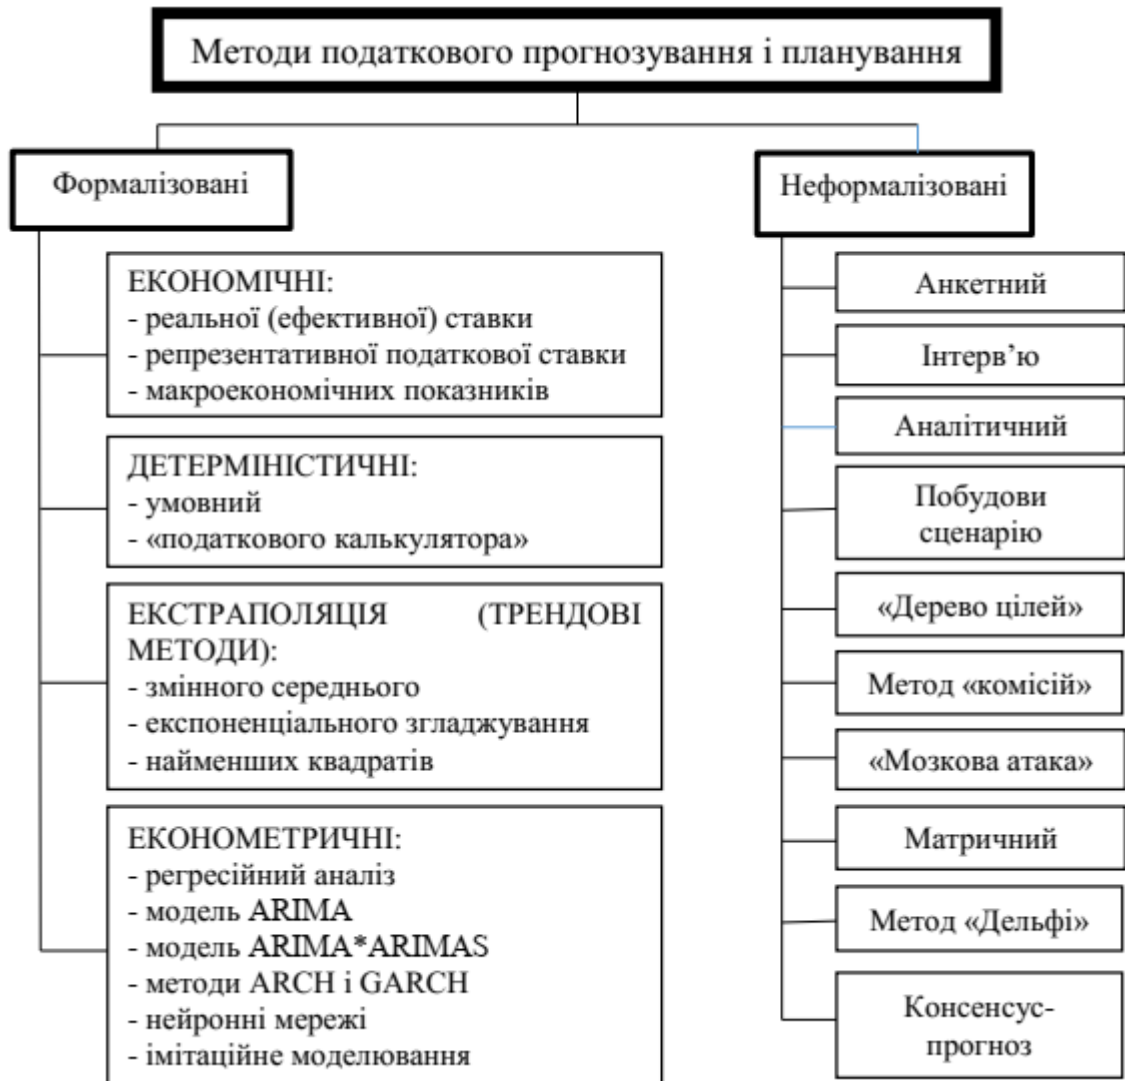 Методи податкового прогнозування і планування
Формалізовані
ЕКОНОМІЧНІ:
- реальної (ефективної) ставки
- репрезентативної податкової ставки
- макроекономічних показників
ДЕТЕРМІНІСТИЧНІ:
- умовний
- «податкового калькулятора»
ЕКСТРАПОЛЯЦІЯ (ТРЕНДОВІ
МЕТОДИ):
- змінного середнього
- експоненціального згладжування
- найменших квадратів
ЕКОНОМЕТРИЧНІ:
- регресійний аналіз
- модель ARIMA
- модель ARIMA*ARIMAS
- методи ARCH і GARCH
- нейронні мережі
- імітаційне моделювання
Неформалізовані
Анкетний
Інтерв’ю
Аналітичний
Побудови
сценарію
«Дерево цілей»
Метод «комісій»
«Мозкова атака»
Матричний
Метод «Дельфі»
Консенсус-
прогноз